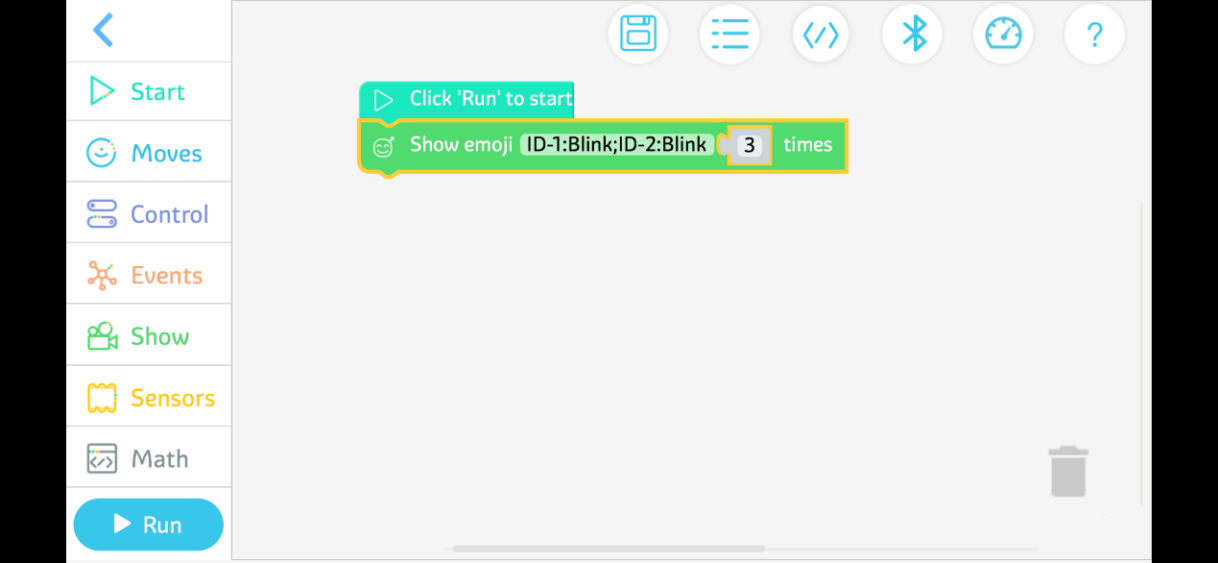 Start
Moves
Control
Events
Show
Sensors
Math
Run
?
Click 'Run' to start
Show emoji ID-1:Blink;ID-2:Blink 3 times